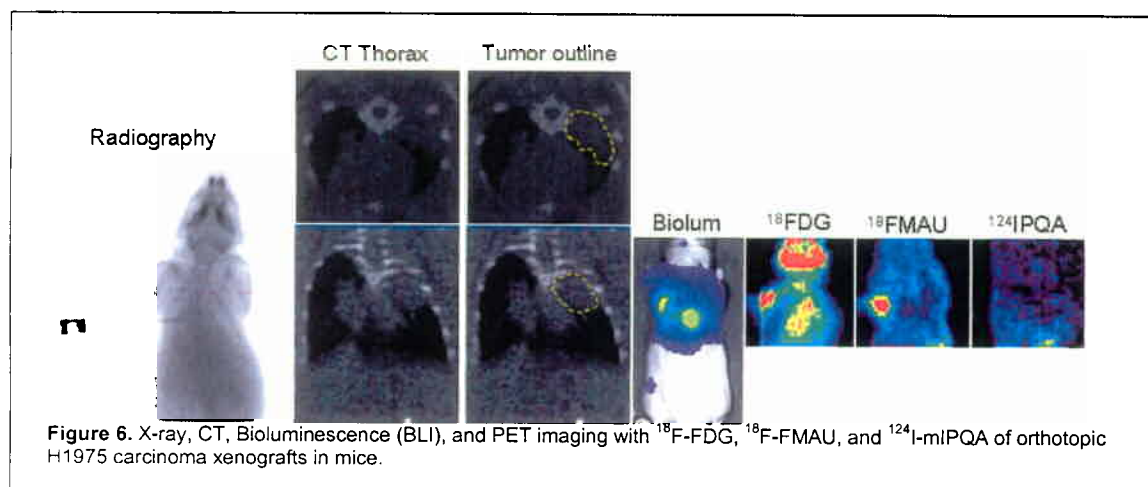 CT Thorax Tumor outline
Radiography
Biolum ¹⁸FDG ¹⁸FMAU ¹²⁴IPQA
Figure 6. X-ray, CT, Bioluminescence (BLI), and PET imaging with ¹⁸F-FDG, ¹⁸F-FMAU, and ¹²⁴I-mIPQA of orthotopic
H1975 carcinoma xenografts in mice.